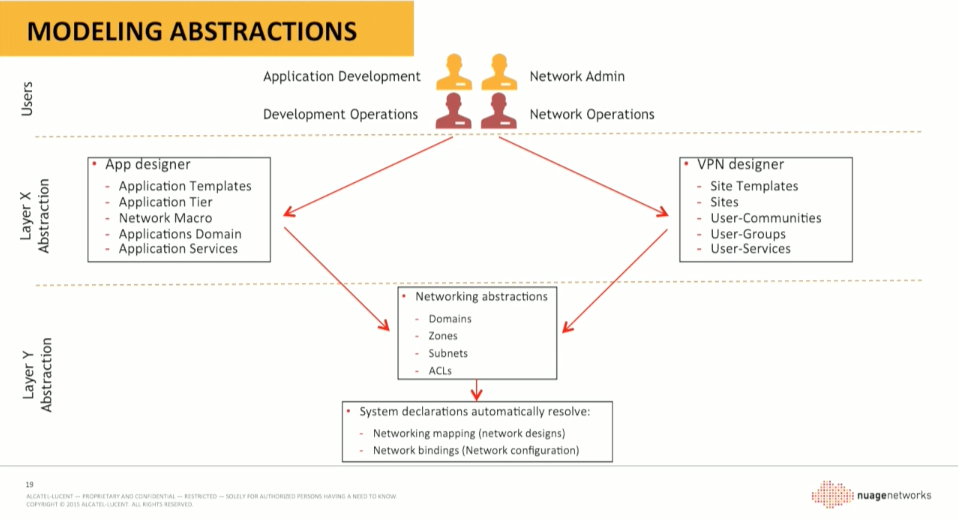 MODELING ABSTRACTIONS
Users
Application Development
Network Admin
Development Operations
Network Operations
Layer X
Abstraction
• App designer
- Application Templates
- Application Tier
- Network Macro
- Applications Domain
- Application Services
• VPN designer
- Site Templates
- Sites
- User-Communities
- User-Groups
- User-Services
Layer Y
Abstraction
• Networking abstractions
- Domains
- Zones
- Subnets
- ACLs
• System declarations automatically resolve:
- Networking mapping (network designs)
- Network bindings (Network configuration)
19
ALCATEL-LUCENT — PROPRIETARY AND CONFIDENTIAL — RESTRICTED — SOLELY FOR AUTHORIZED PERSONS HAVING A NEED TO KNOW
COPYRIGHT © 2015 ALCATEL-LUCENT. ALL RIGHTS RESERVED.
nuagenetworks